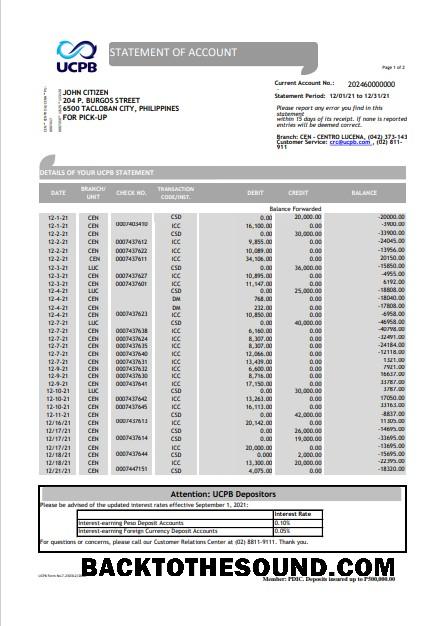 UCPB
STATEMENT OF ACCOUNT
Page 1 of 2
JOHN CITIZEN
204 P. BURGOS STREET
6500 TACLOBAN CITY, PHILIPPINES
FOR PICK-UP
Current Account No.: 202460000000
Statement Period: 12/01/21 to 12/31/21
Please report any error you find in this
statement
within 15 days of its receipt. If none is reported
entries will be deemed correct.
Branch: CEN - CENTRO LUCENA, (042) 373-143
Customer Service: crc@ucpb.com , (02) 811-
911
DETAILS OF YOUR UCPB STATEMENT
DATE BRANCH/UNIT CHECK NO. TRANSACTION CODE/INST. DEBIT CREDIT BALANCE
Balance Forwarded
12-1-21 CEN CSD 0.00 20,000.00 -20000.00
12-1-21 CEN 0007403410 ICC 16,100.00 0.00 -3900.00
12-2-21 CEN CSD 0.00 30,000.00 -33900.00
12-2-21 CEN 0007437612 ICC 9,855.00 0.00 -24045.00
12-2-21 CEN 0007437622 ICC 10,089.00 0.00 -13956.00
12-2-21 CEN 0007437611 ICC 34,106.00 0.00 20150.00
12-3-21 LUC CSD 0.00 36,000.00 -15850.00
12-3-21 CEN 0007437627 ICC 10,895.00 0.00 -4955.00
12-3-21 CEN 0007437601 ICC 11,147.00 0.00 6192.00
12-4-21 LUC CSD 0.00 25,000.00 -18808.00
12-4-21 CEN DM 768.00 0.00 -18040.00
12-4-21 CEN DM 232.00 0.00 -17808.00
12-4-21 CEN 0007437623 ICC 10,850.00 0.00 -6958.00
12-7-21 LUC CSD 0.00 40,000.00 -46958.00
12-7-21 CEN 0007437638 ICC 6,160.00 0.00 -40798.00
12-7-21 CEN 0007437624 ICC 8,307.00 0.00 -32491.00
12-7-21 CEN 0007437635 ICC 8,307.00 0.00 -24184.00
12-7-21 CEN 0007437640 ICC 12,066.00 0.00 -12118.00
12-7-21 CEN 0007437631 ICC 13,439.00 0.00 1321.00
12-9-21 CEN 0007437632 ICC 6,600.00 0.00 7921.00
12-9-21 CEN 0007437630 ICC 8,716.00 0.00 16637.00
12-9-21 CEN 0007437641 ICC 17,150.00 0.00 33787.00
12-10-21 LUC CSD 0.00 30,000.00 3787.00
12-10-21 CEN 0007437642 ICC 13,263.00 0.00 17050.00
12-10-21 CEN 0007437645 ICC 16,113.00 0.00 33163.00
12-11-21 CEN CSD 0.00 42,000.00 -8837.00
12/16/21 CEN 0007437613 ICC 20,142.00 0.00 11305.00
12/16/21 CEN CSD 0.00 26,000.00 -14695.00
12/17/21 CEN 0007437614 CSD 0.00 19,000.00 -33695.00
12/17/21 CEN ICC 20,000.00 0.00 -13695.00
12/18/21 CEN 0007437644 CSD 0.000 2,000.00 -15695.00
12/18/21 CEN ICC 13,300.00 20,000.00 -22395.00
12/21/21 CEN 0007447151 CSD 4,075.00 0.00 -18320.00
Attention: UCPB Depositors
Please be advised of the updated interest rates effective September 1, 2021:
Interest Rate
Interest-earning Peso Deposit Accounts 0.10%
Interest-earning Foreign Currency Deposit Accounts 0.05%
For questions or concerns, please call our Customer Relations Center at (02) 8811-9111. Thank you.
BACKTOTHESOUND.COM
Member: PDIC. Deposits insured up to P500,000.00